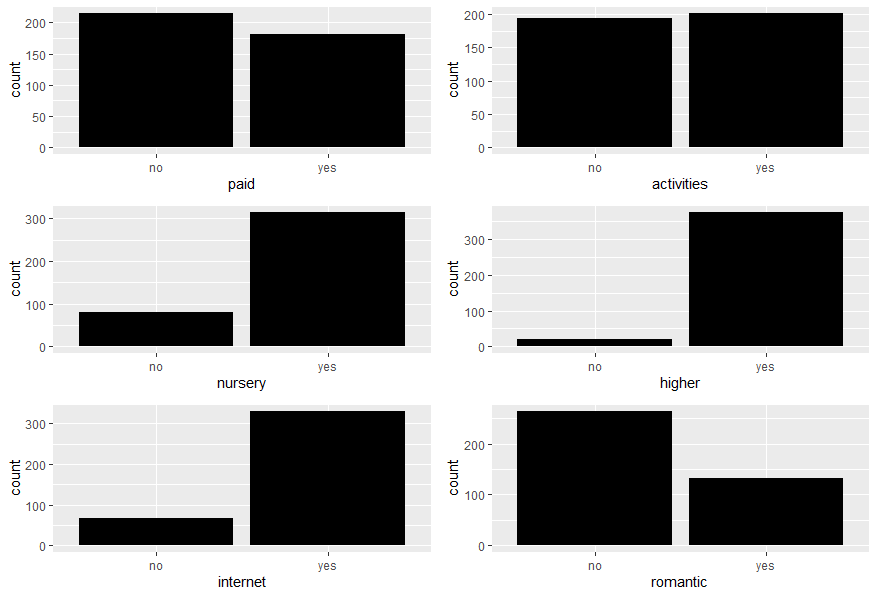 count
200
150
100
50
0
no yes
paid
count
200
150
100
50
0
no yes
activities
count
300
200
100
0
no yes
nursery
count
300
200
100
0
no yes
higher
count
300
200
100
0
no yes
internet
count
200
100
0
no yes
romantic